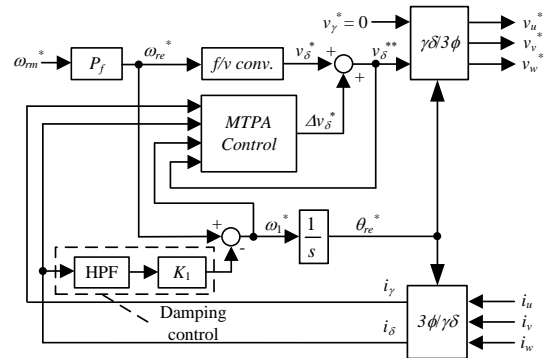 v_γ* = 0
γδ/3ϕ
v_u*
v_v*
v_w*
ω_rm*
P_f
ω_re*
f/v conv.
v_δ*
+
+
v_δ**
MTPA
Control
Δv_δ*
+
-
ω_1*
1
s
θ_re*
HPF
K_1
Damping
control
i_γ
i_δ
3ϕ/γδ
i_u
i_v
i_w